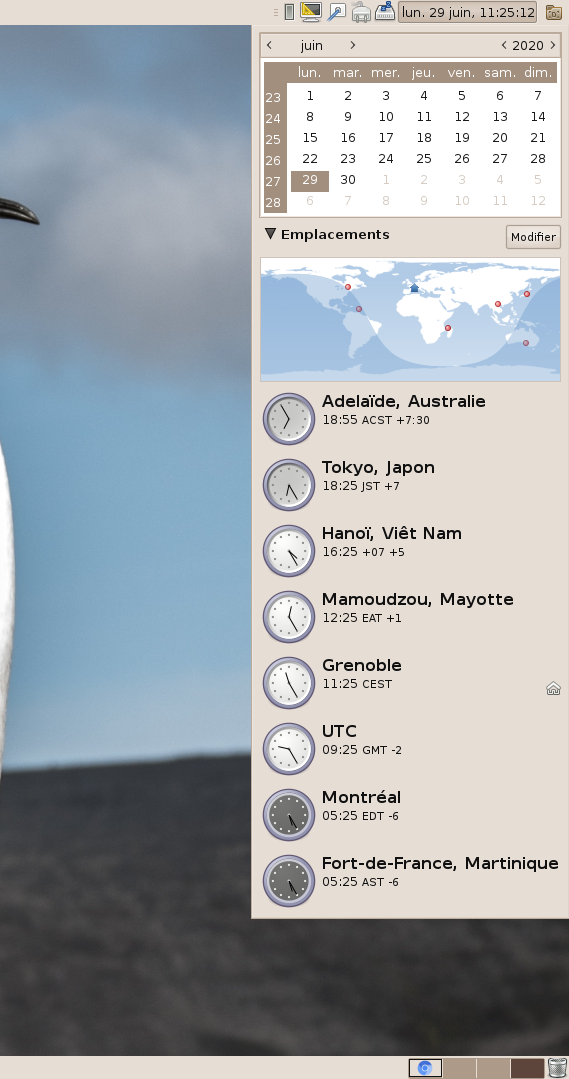 lun. 29 juin, 11:25:12
< juin > < 2020 >
lun. mar. mer. jeu. ven. sam. dim.
23 1 2 3 4 5 6 7
24 8 9 10 11 12 13 14
25 15 16 17 18 19 20 21
26 22 23 24 25 26 27 28
27 29 30 1 2 3 4 5
28 6 7 8 9 10 11 12
Emplacements Modifier
Adelaïde, Australie
18:55 ACST +7:30
Tokyo, Japon
18:25 JST +7
Hanoï, Viêt Nam
16:25 +07 +5
Mamoudzou, Mayotte
12:25 EAT +1
Grenoble
11:25 CEST
UTC
09:25 GMT -2
Montréal
05:25 EDT -6
Fort-de-France, Martinique
05:25 AST -6